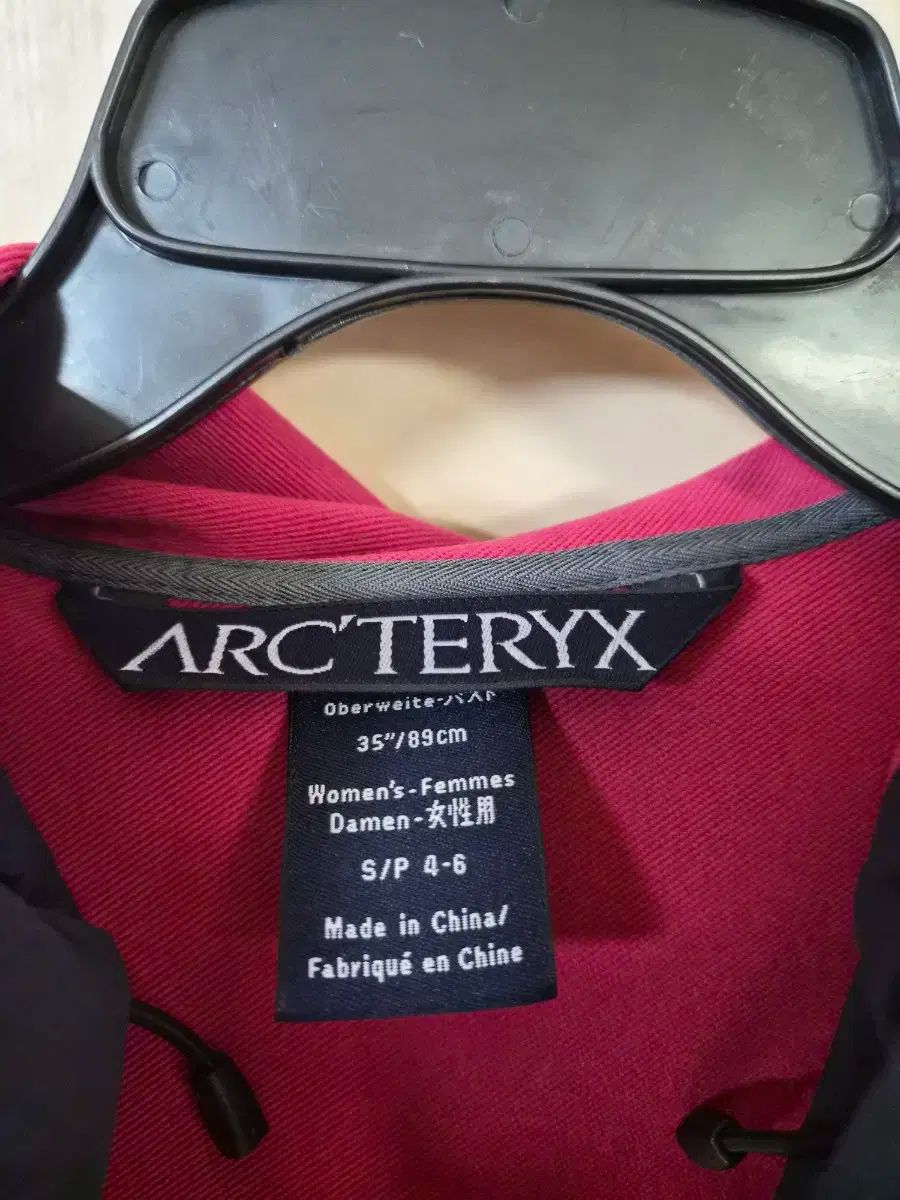 ARC'TERYX
Oberweite-バスト
35"/89cm
Women's-Femmes
Damen-女性用
S/P 4-6
Made in China/
Fabriqué en Chine